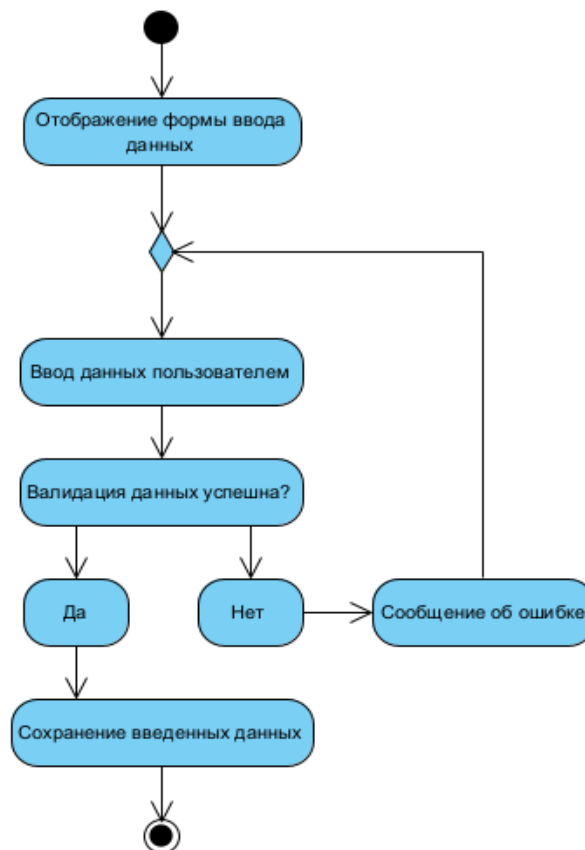 Отображение формы ввода
данных
Ввод данных пользователем
Валидация данных успешна?
Да
Нет
Сообщение об ошибке
Сохранение введенных данных